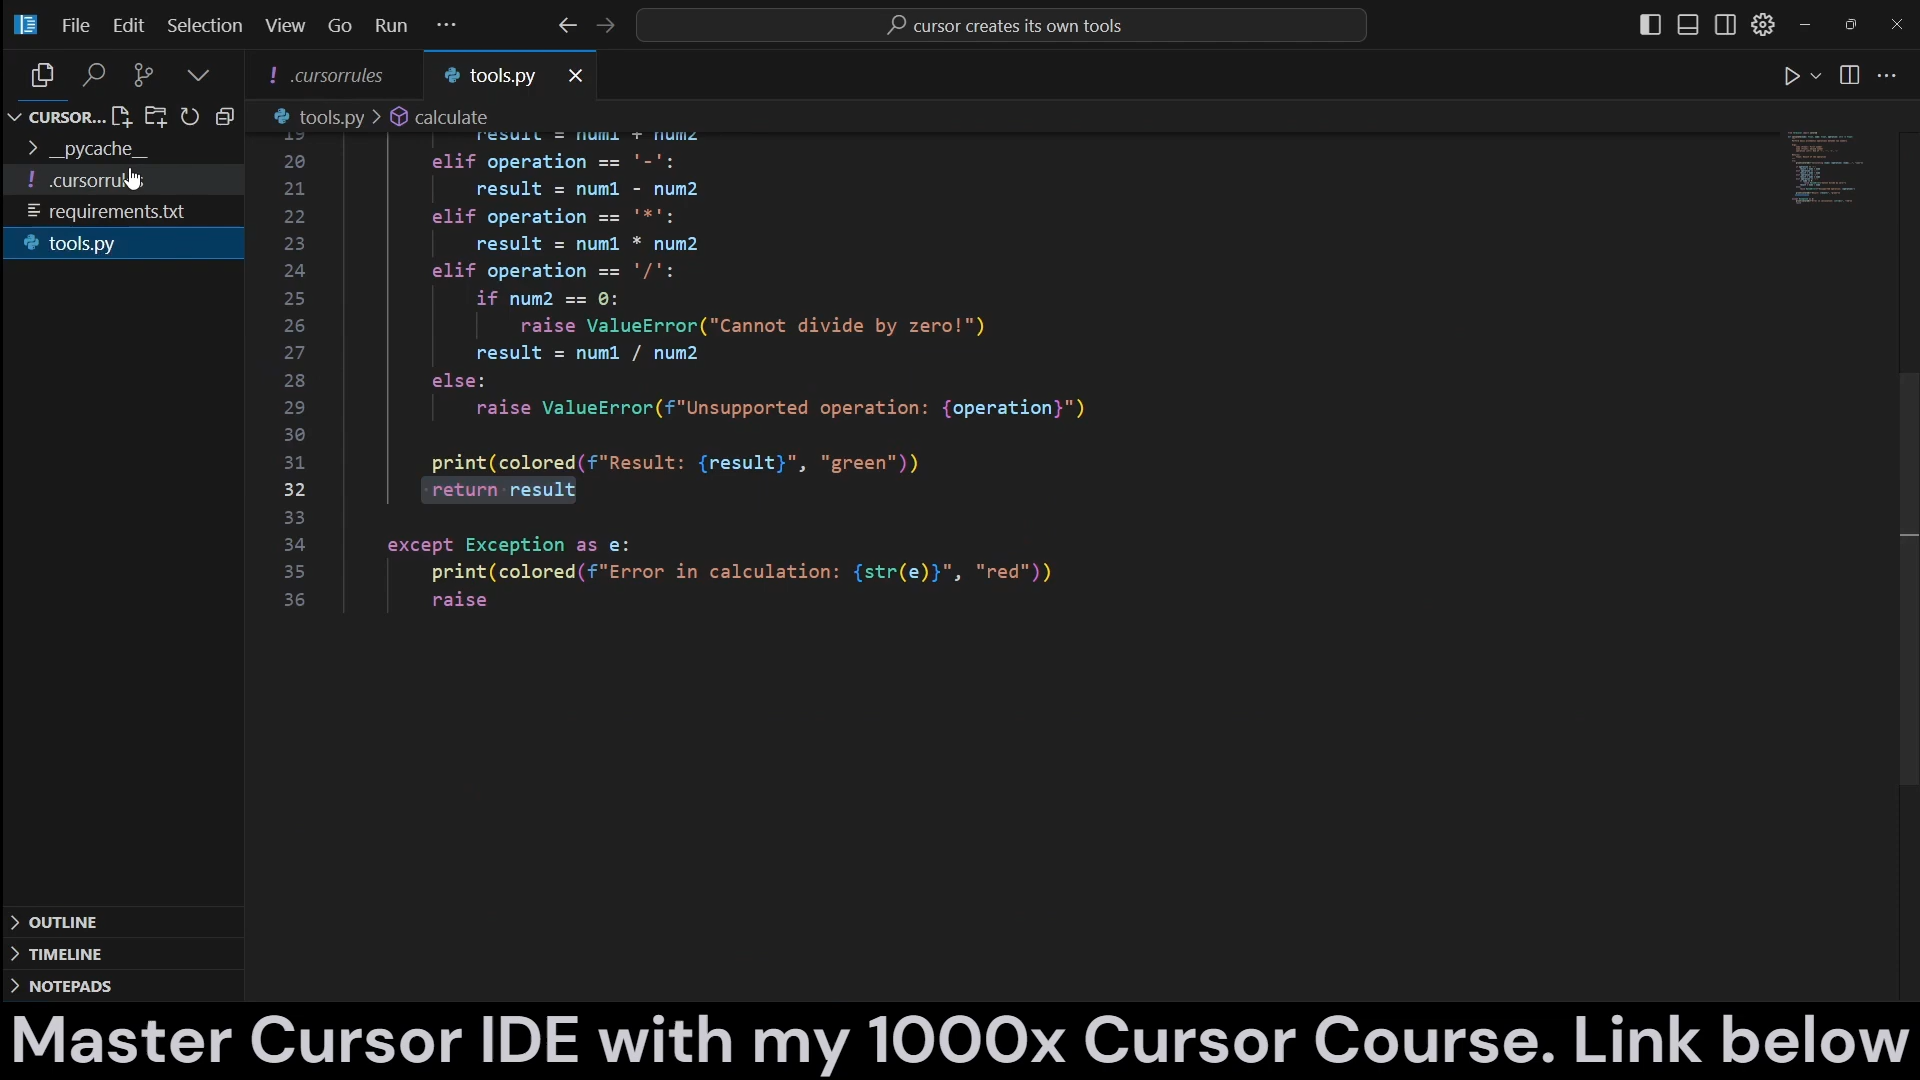 File Edit Selection View Go Run ···
cursor creates its own tools
! .cursorrules
tools.py
CURSOR...
tools.py > calculate
__pycache__
! .cursorru
requirements.txt
tools.py
19 result = num1 + num2
20 elif operation == '-':
21 result = num1 - num2
22 elif operation == '*':
23 result = num1 * num2
24 elif operation == '/':
25 if num2 == 0:
26 raise ValueError("Cannot divide by zero!")
27 result = num1 / num2
28 else:
29 raise ValueError(f"Unsupported operation: {operation}")
30
31 print(colored(f"Result: {result}", "green"))
32 return result
33
34 except Exception as e:
35 print(colored(f"Error in calculation: {str(e)}", "red"))
36 raise
OUTLINE
TIMELINE
NOTEPADS
Master Cursor IDE with my 1000x Cursor Course. Link below